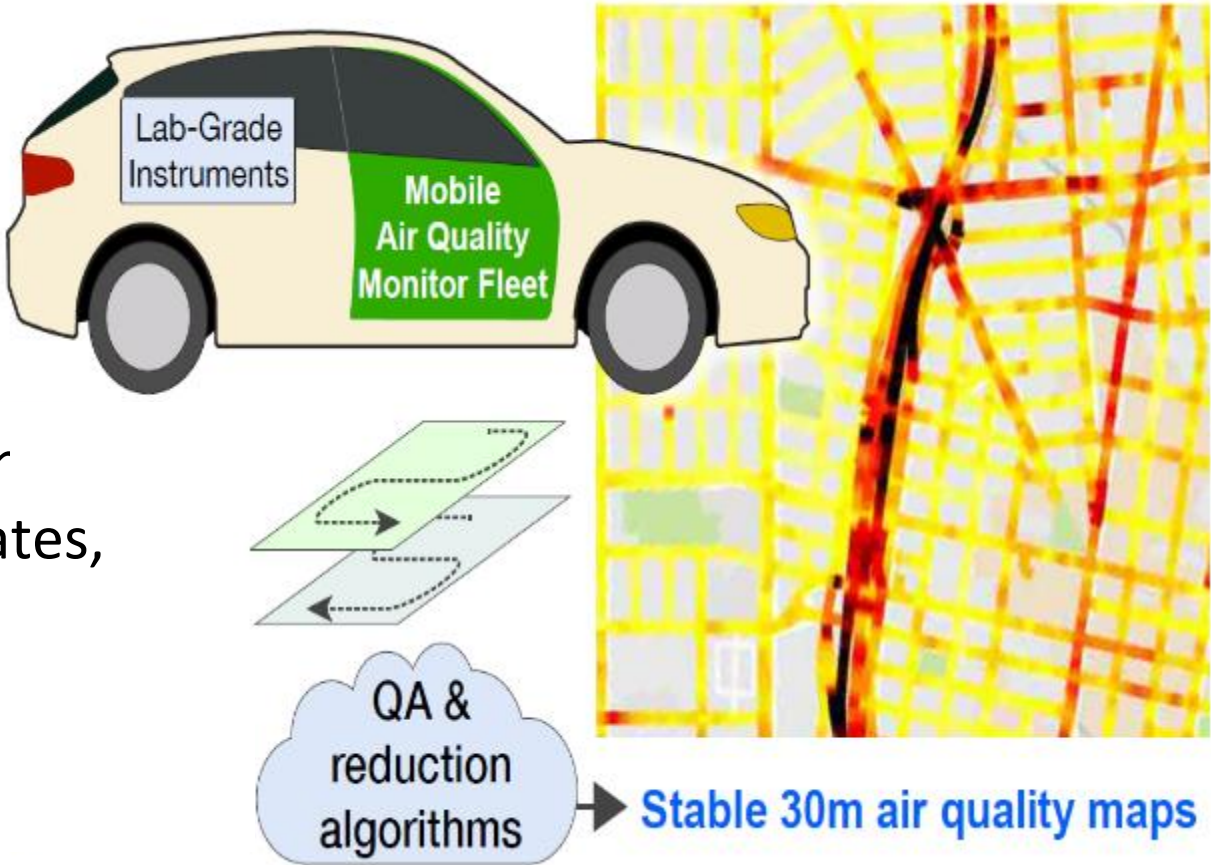 Lab-Grade
Instruments
Mobile
Air Quality
Monitor Fleet
r
ates,
QA &
reduction
algorithms
Stable 30m air quality maps